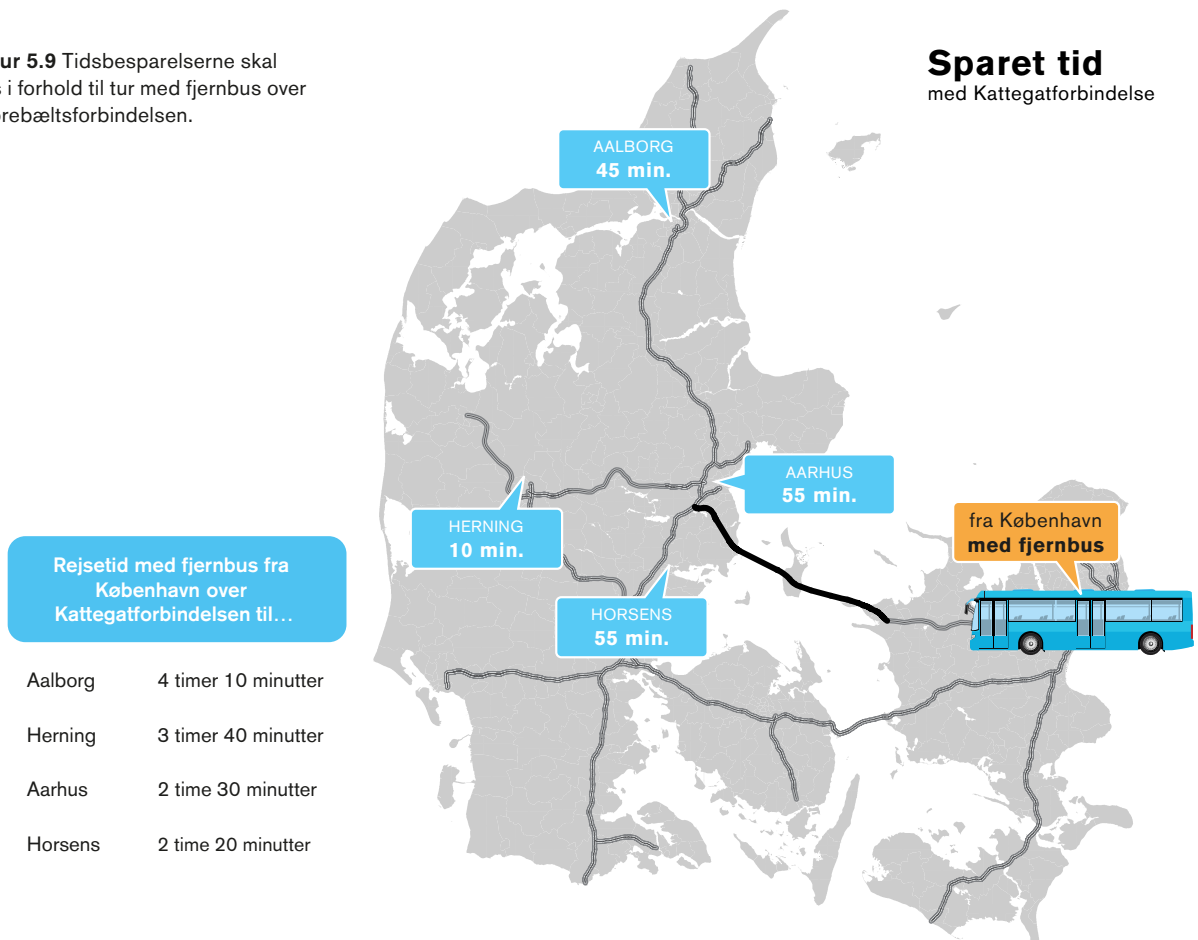 ur 5.9 Tidsbesparelserne skal
s i forhold til tur med fjernbus over
rebæltsforbindelsen.
Sparet tid
med Kattegatforbindelse
AALBORG
45 min.
AARHUS
55 min.
HERNING
10 min.
HORSENS
55 min.
fra København
med fjernbus
Rejsetid med fjernbus fra
København over
Kattegatforbindelsen til...
Aalborg 4 timer 10 minutter
Herning 3 timer 40 minutter
Aarhus 2 time 30 minutter
Horsens 2 time 20 minutter